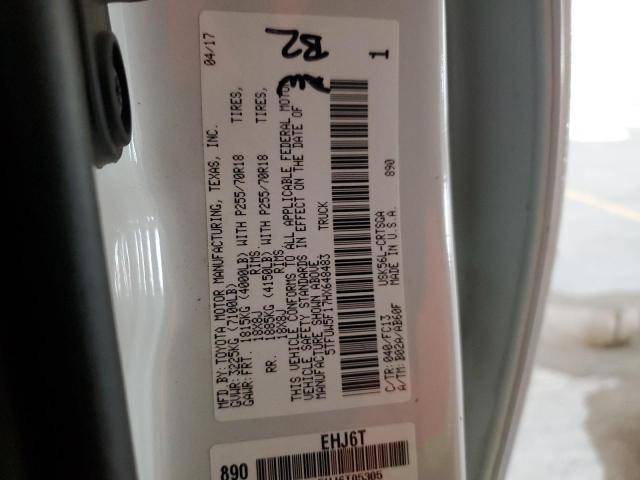 MFD.BY:TOYOTA MOTOR MANUFACTURING, TEXAS, INC. 04/17
GVWR: 3225KG (7100LB)
GAWR: FRT. 1815KG (4000LB) WITH P255/70R18 TIRES,
18X8J RIMS,
RR. 1885KG (4150LB) WITH P255/70R18 TIRES,
18X8J RIMS
THIS VEHICLE CONFORMS TO ALL APPLICABLE FEDERAL MOTOR
VEHICLE SAFETY STANDARDS IN EFFECT ON THE DATE OF
MANUFACTURE SHOWN ABOVE.
5TFUW5F17HX648483 TRUCK
B2
1
USK56L-CRTSGA 890
C/TR:040/FC13 MADE IN U.S.A.
A/TM:B02A/AB60F
EHJ6T
890